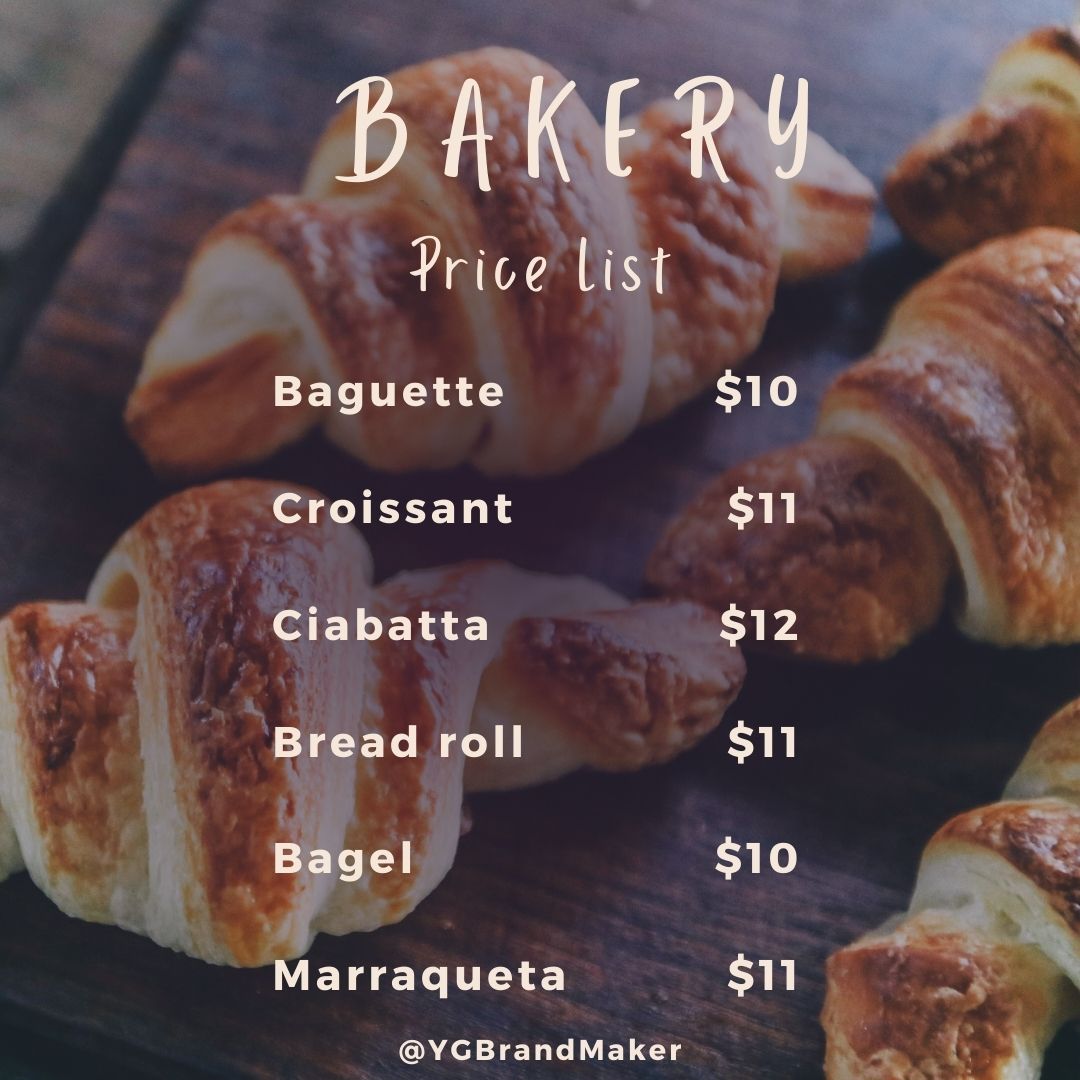 BAKERY
Price List
Baguette $10
Croissant $11
Ciabatta $12
Bread roll $11
Bagel $10
Marraqueta $11
@YGBrandMaker